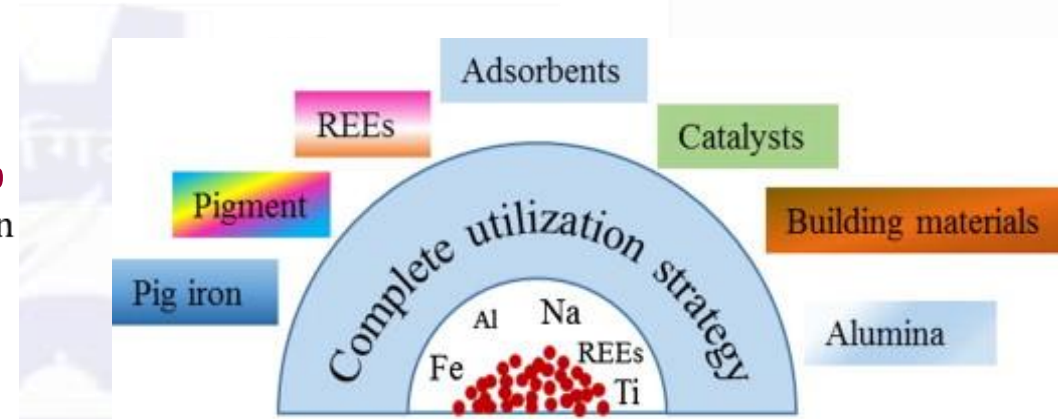 Adsorbents
REEs
Catalysts
Pigment
Building materials
Pig iron
Alumina
Complete utilization strategy
Al
Na
Fe
REEs
Ti
n